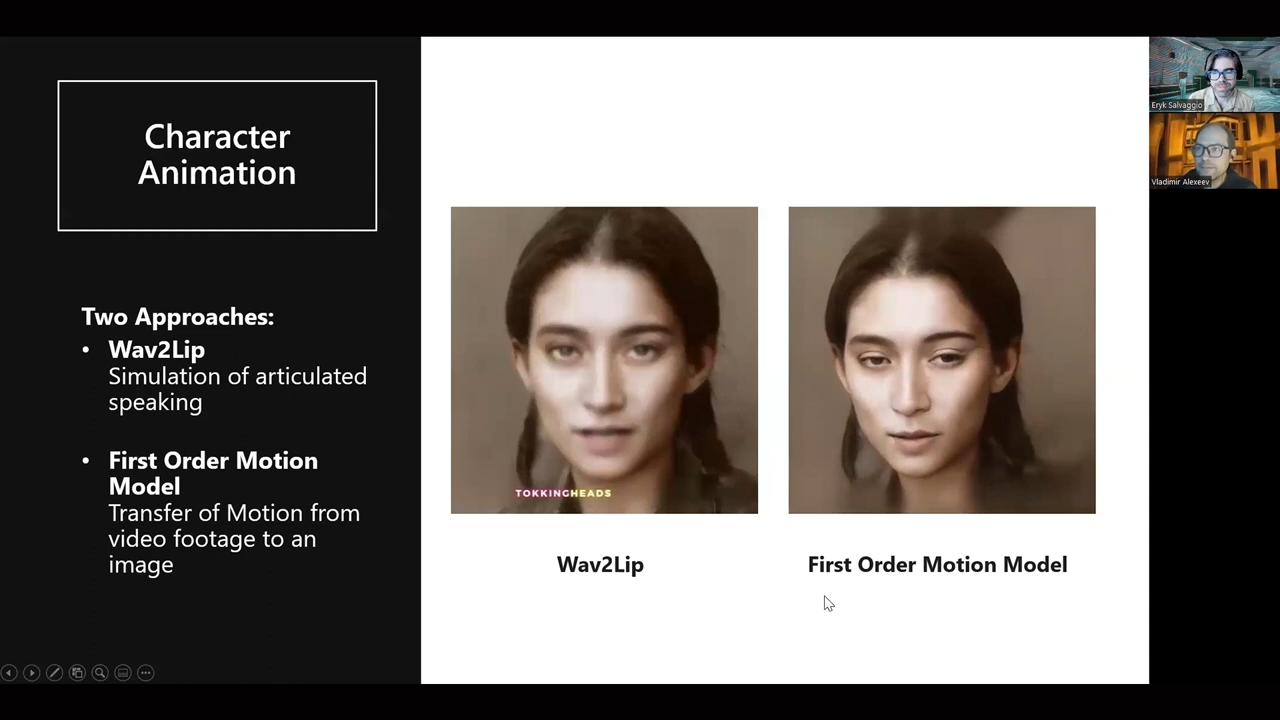 Character
Animation
Two Approaches:
• Wav2Lip
Simulation of articulated
speaking
• First Order Motion
Model
Transfer of Motion from
video footage to an
image
TOKKINGHEADS
Wav2Lip
First Order Motion Model
Eryk Salvaggio
Vladimir Alexeev